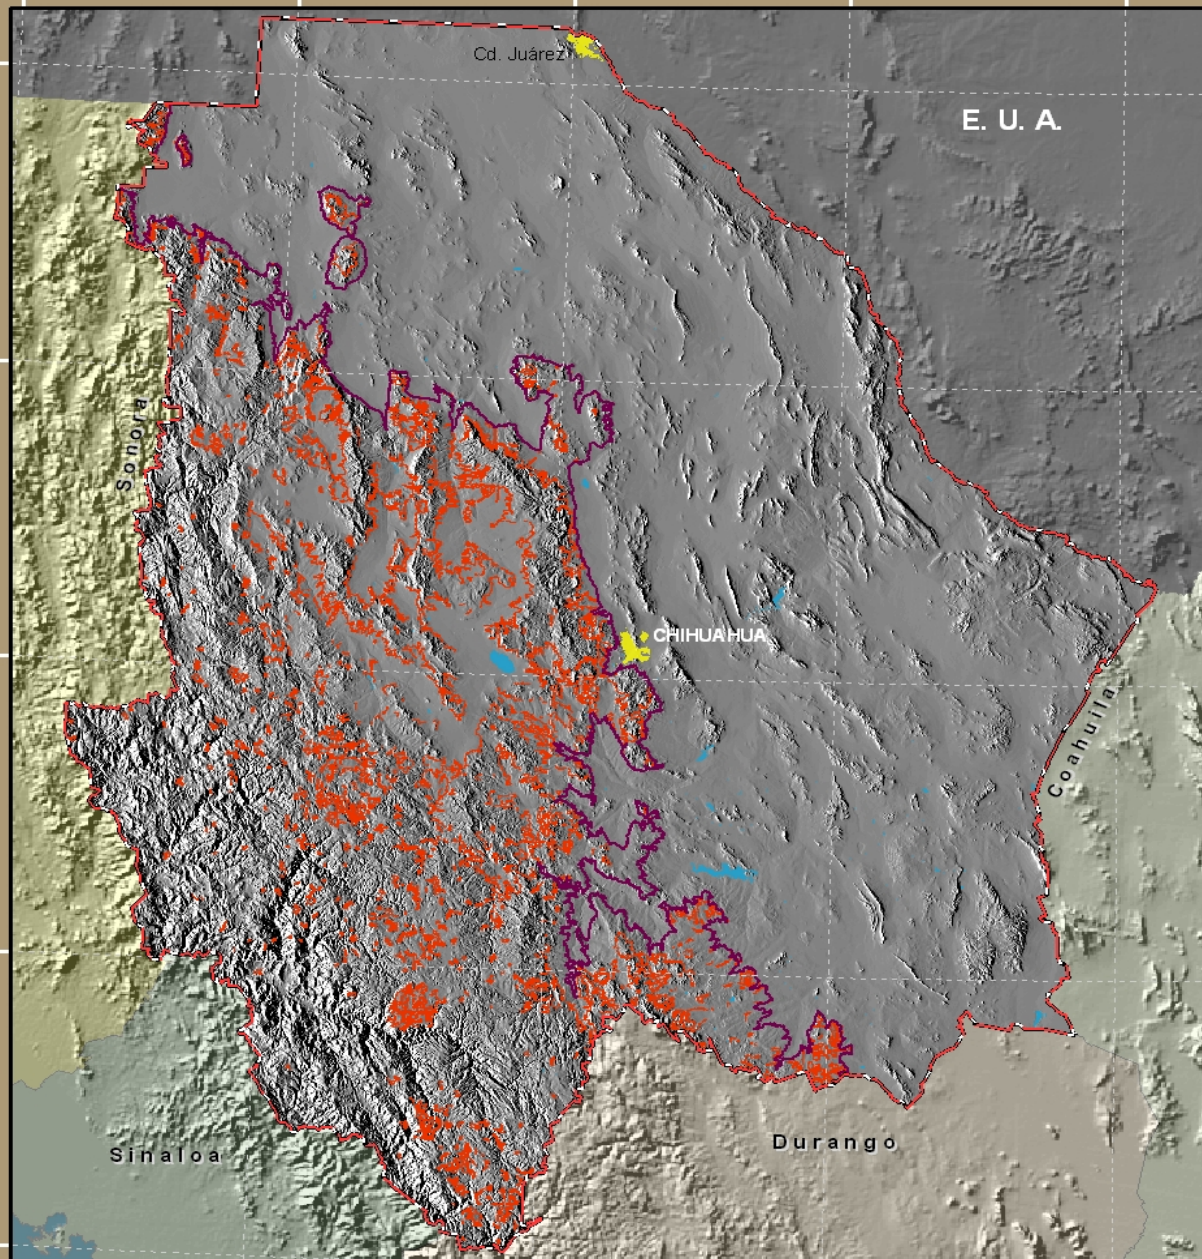 Cd. Juárez
E. U. A.
Sonora
CHIHUAHUA
Coahuila
Durango
Sinaloa